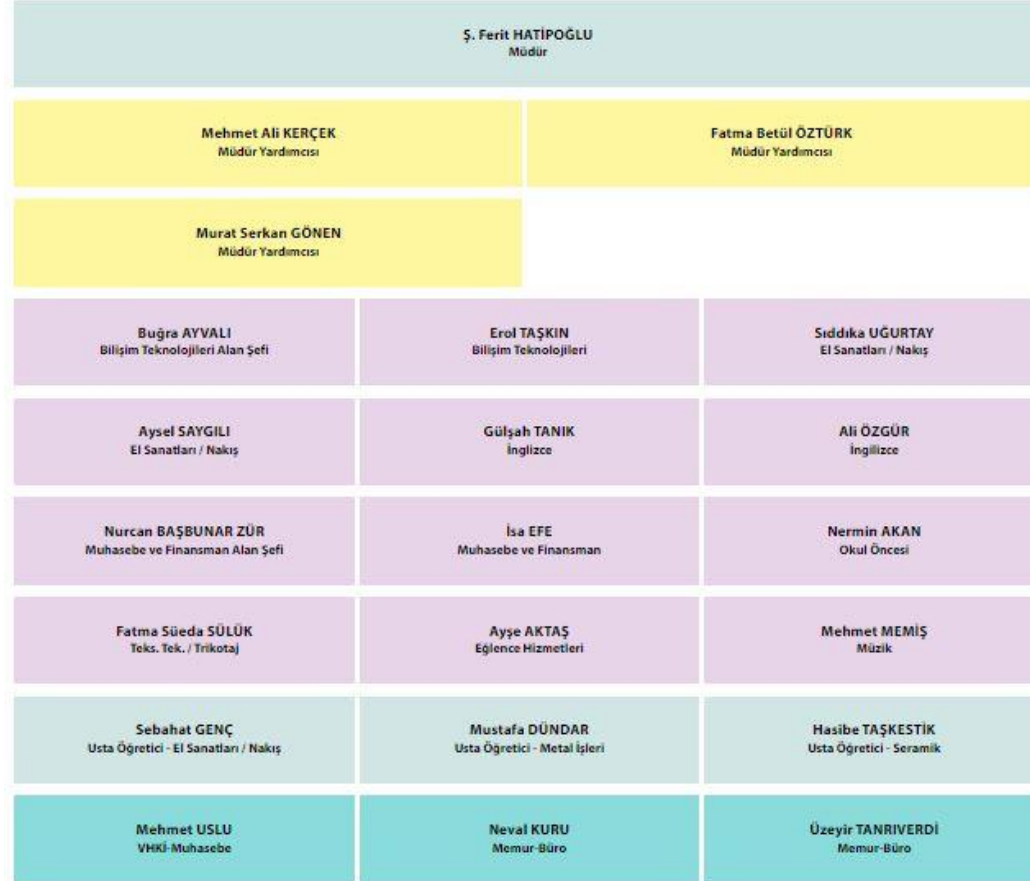 Ş. Ferit HATİPOĞLU
Müdür
Mehmet Ali KERÇEK
Müdür Yardımcısı
Fatma Betül ÖZTÜRK
Müdür Yardımcısı
Murat Serkan GÖNEN
Müdür Yardımcısı
Buğra AYVALI
Bilişim Teknolojileri Alan Şefi
Erol TAŞKIN
Bilişim Teknolojileri
Sıddıka UĞURTAY
El Sanatları / Nakış
Aysel SAYGILI
El Sanatları / Nakış
Gülşah TANIK
İnglizce
Ali ÖZGÜR
İngilizce
Nurcan BAŞBUNAR ZÜR
Muhasebe ve Finansman Alan Şefi
İsa EFE
Muhasebe ve Finansman
Nermin AKAN
Okul Öncesi
Fatma Süeda SÜLÜK
Teks. Tek. / Trikotaj
Ayşe AKTAŞ
Eğlence Hizmetleri
Mehmet MEMİŞ
Müzik
Sebahat GENÇ
Usta Öğretici - El Sanatları / Nakış
Mustafa DÜNDAR
Usta Öğretici - Metal İşleri
Hasibe TAŞKESTİK
Usta Öğretici - Seramik
Mehmet USLU
VHKİ-Muhasebe
Neval KURU
Memur-Büro
Üzeyir TANRIVERDİ
Memur-Büro